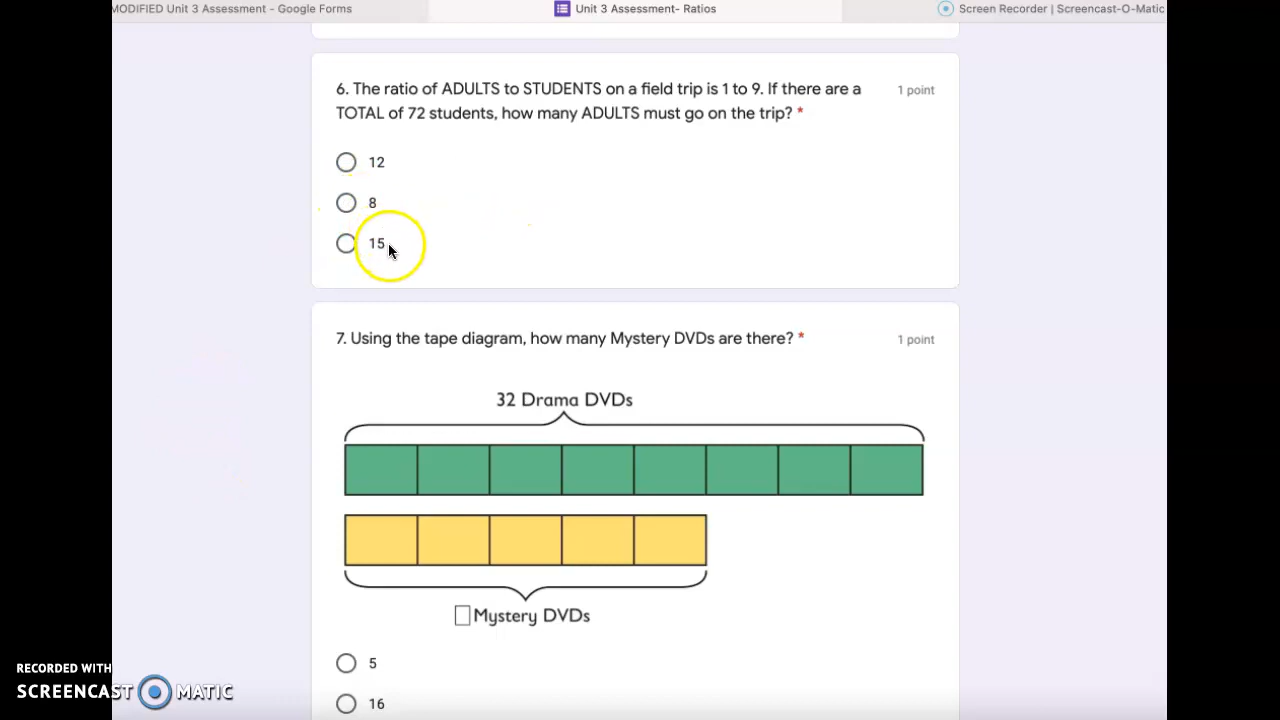 MODIFIED Unit 3 Assessment - Google Forms
Unit 3 Assessment- Ratios
Screen Recorder | Screencast-O-Matic
6. The ratio of ADULTS to STUDENTS on a field trip is 1 to 9. If there are a
TOTAL of 72 students, how many ADULTS must go on the trip? *
1 point
12
8
15
7. Using the tape diagram, how many Mystery DVDs are there? *
1 point
32 Drama DVDs
Mystery DVDs
5
16
RECORDED WITH
SCREENCAST MATIC